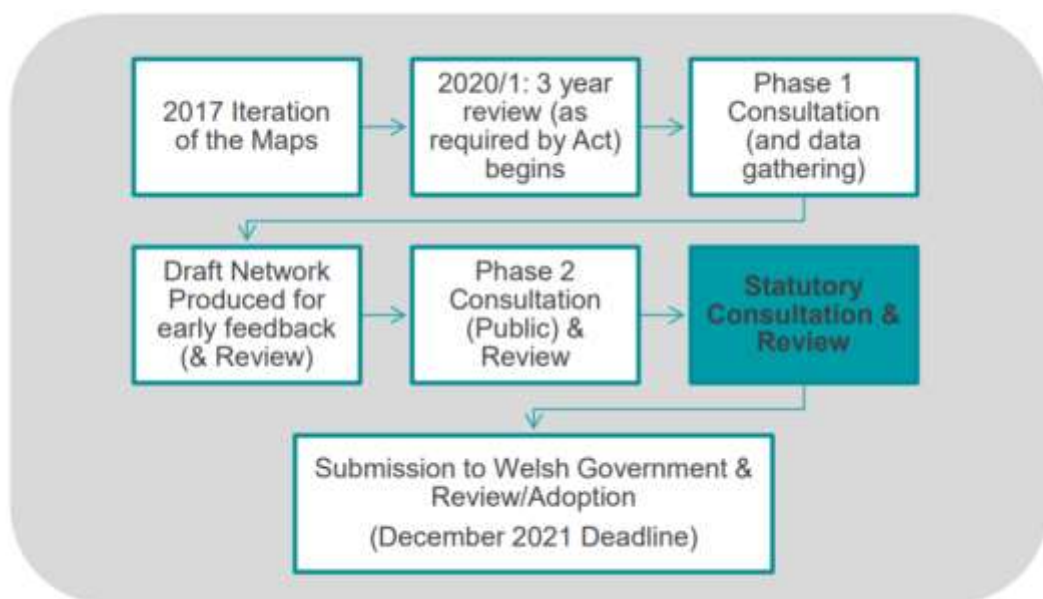 2017 Iteration
of the Maps
2020/1: 3 year
review (as
required by Act)
begins
Phase 1
Consultation
(and data
gathering)
Draft Network
Produced for
early feedback
(& Review)
Phase 2
Consultation
(Public) &
Review
Statutory
Consultation &
Review
Submission to Welsh Government &
Review/Adoption
(December 2021 Deadline)